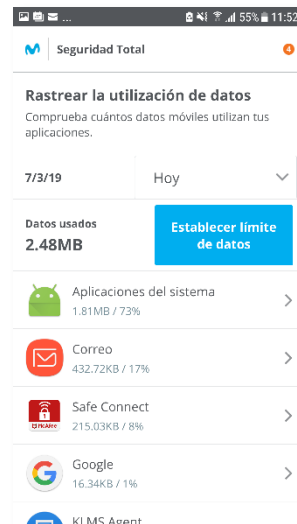 ... 55% 11:52
Seguridad Total
4
Rastrear la utilización de datos
Comprueba cuántos datos móviles utilizan tus
aplicaciones.
7/3/19 Hoy
Datos usados
2.48MB
Establecer límite
de datos
Aplicaciones del sistema
1.81MB / 73%
Correo
432.72KB / 17%
McAfee
Safe Connect
215.03KB / 8%
Google
16.34KB / 1%
KLMS Agent